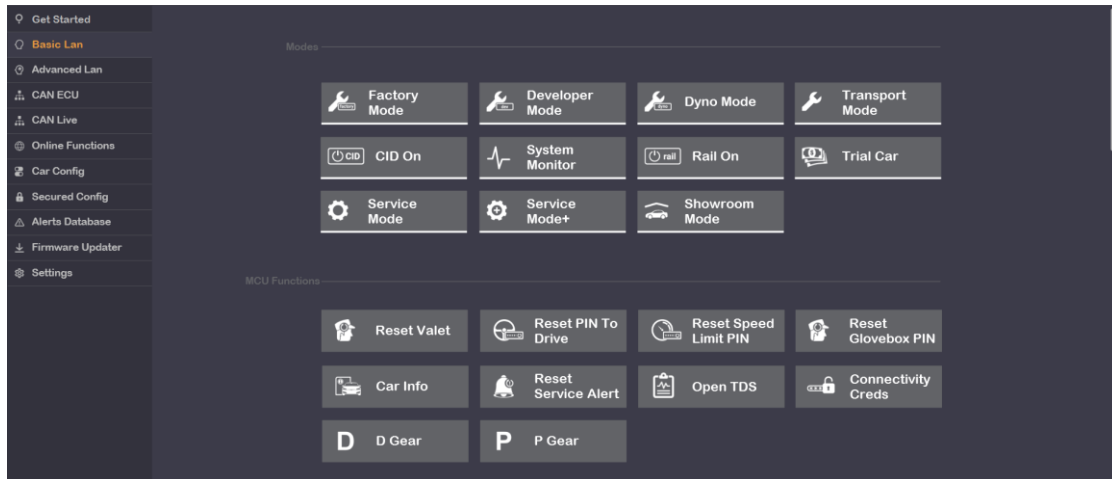 Get Started
Basic Lan
Advanced Lan
CAN ECU
CAN Live
Online Functions
Car Config
Secured Config
Alerts Database
Firmware Updater
Settings
Modes
Factory
Mode
Developer
Mode
Dyno Mode
Transport
Mode
CID
CID On
System
Monitor
rail
Rail On
Trial Car
Service
Mode
Service
Mode+
Showroom
Mode
MCU Functions
Reset Valet
Reset PIN To
Drive
Reset Speed
Limit PIN
Reset
Glovebox PIN
Car Info
Reset
Service Alert
Open TDS
Connectivity
Creds
D
D Gear
P
P Gear